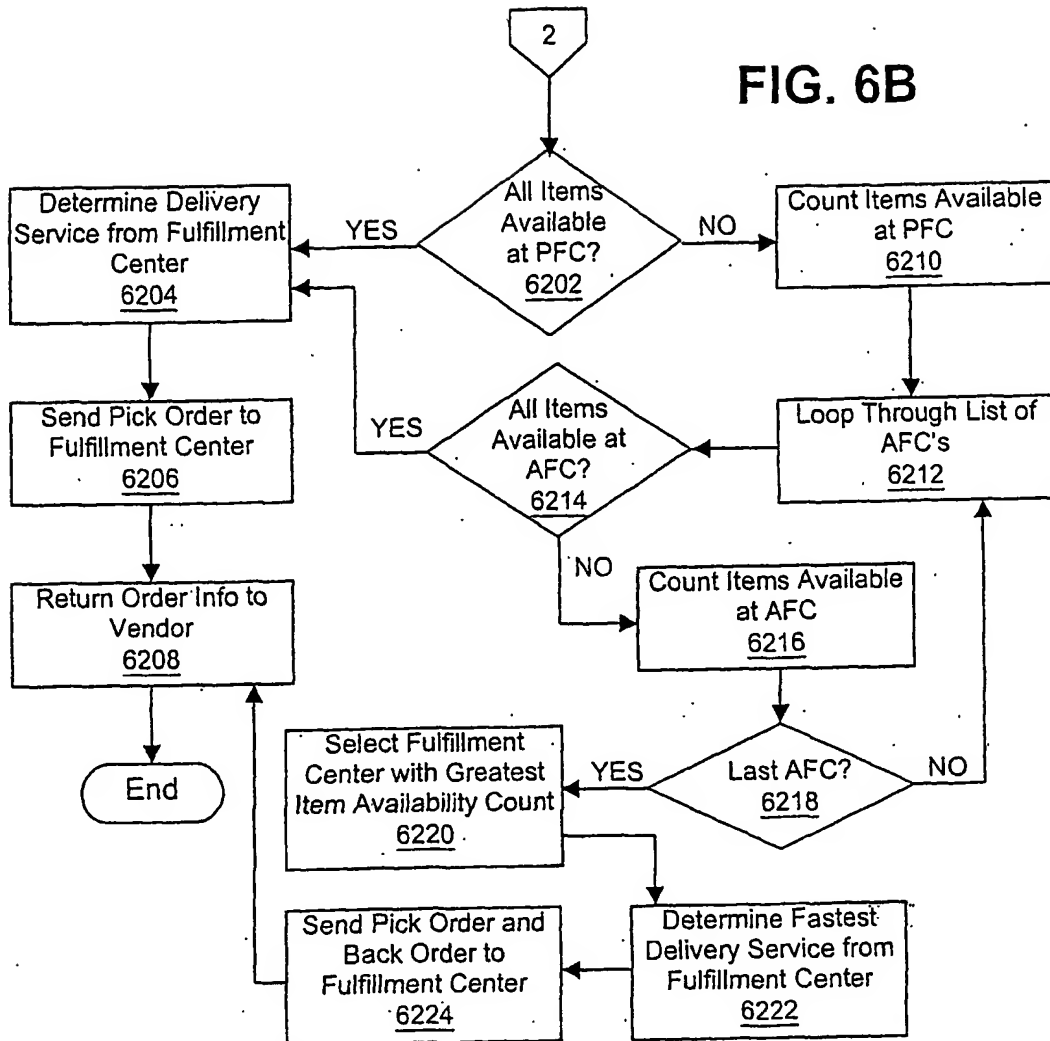 2
FIG. 6B
All Items
Available
at PFC?
6202
YES
NO
Determine Delivery
Service from Fulfillment
Center
6204
Count Items Available
at PFC
6210
Send Pick Order to
Fulfillment Center
6206
YES
All Items
Available at
AFC?
6214
Loop Through List of
AFC's
6212
NO
Return Order Info to
Vendor
6208
Count Items Available
at AFC
6216
End
Select Fulfillment
Center with Greatest
Item Availability Count
6220
YES
Last AFC?
6218
NO
Send Pick Order and
Back Order to
Fulfillment Center
6224
Determine Fastest
Delivery Service from
Fulfillment Center
6222